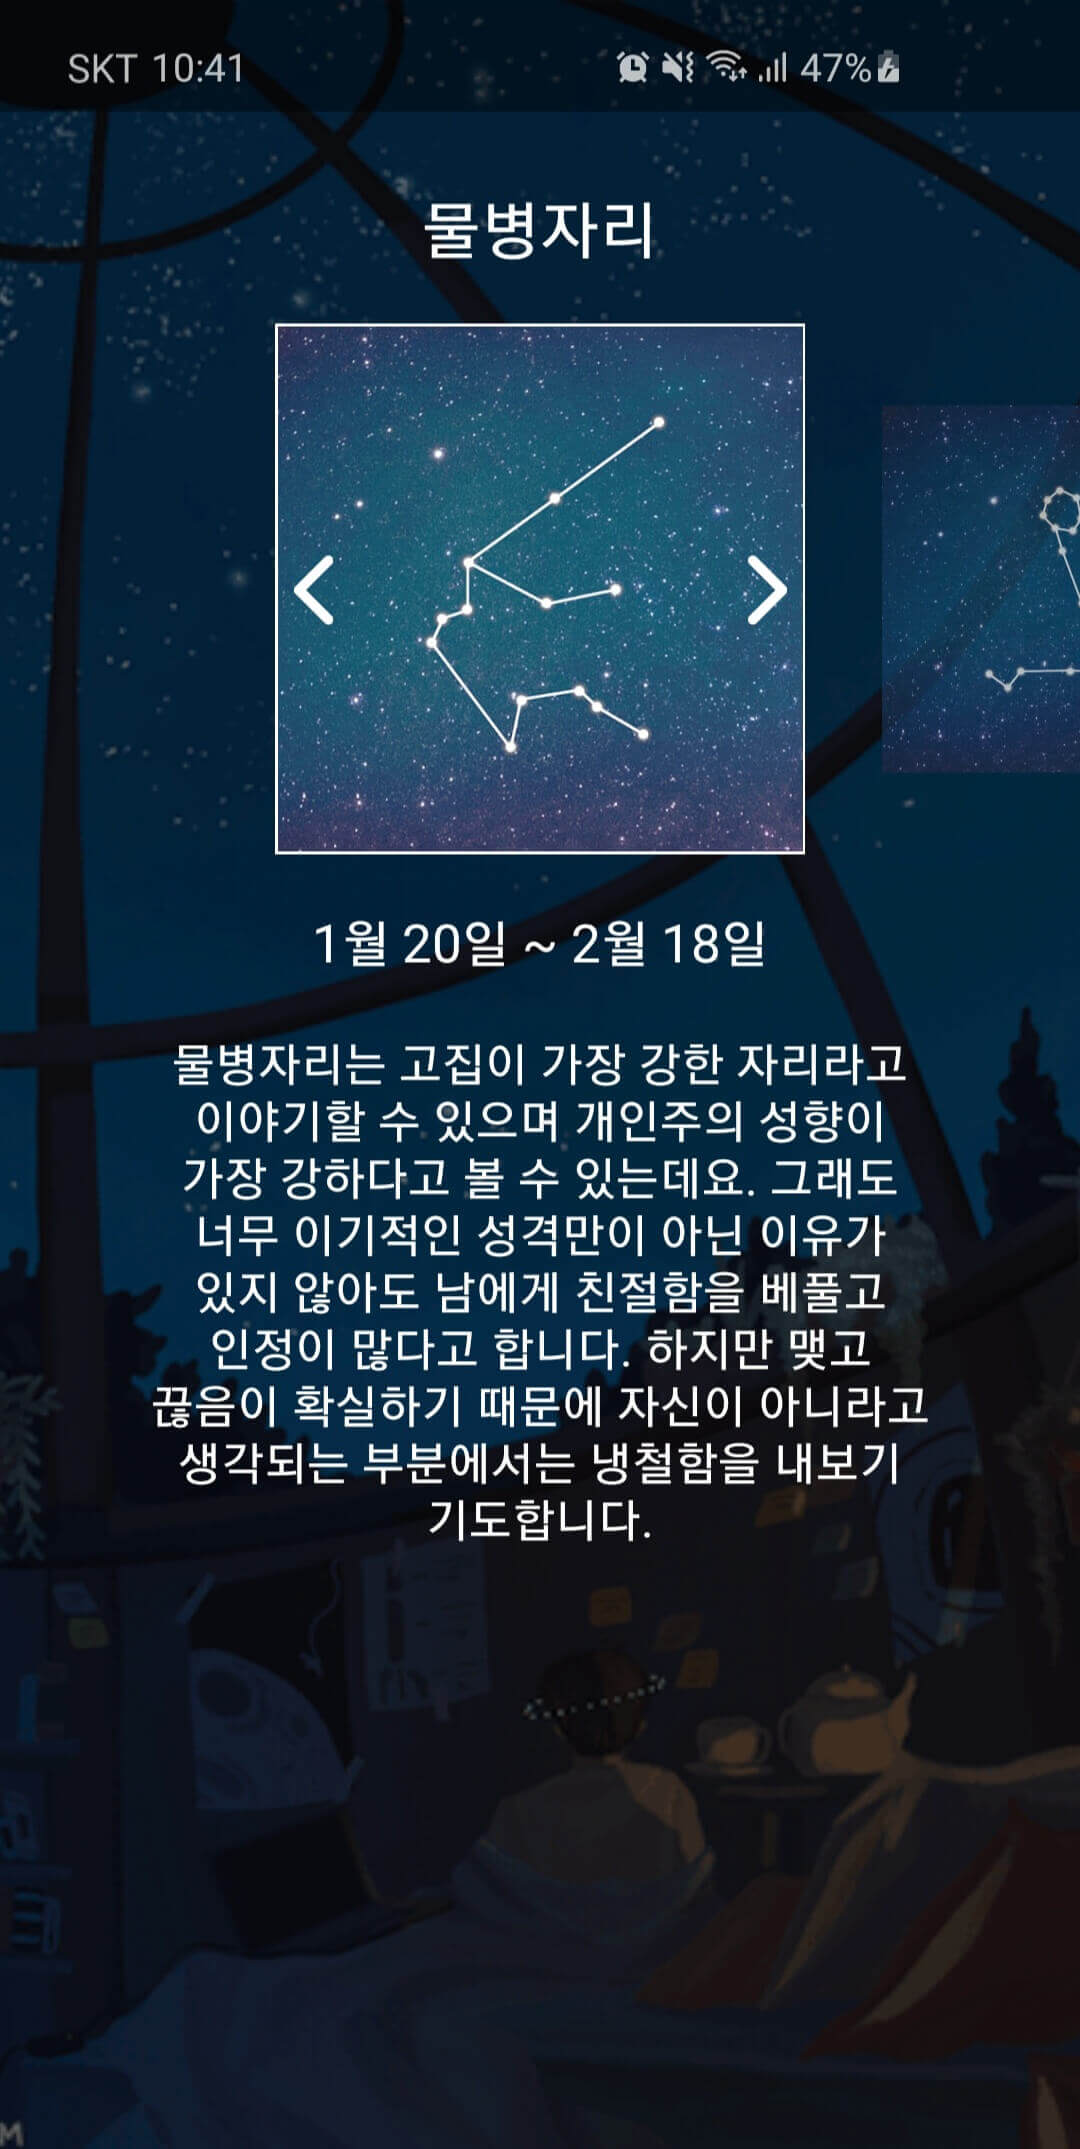 SKT 10:41
47%
물병자리
1월 20일 ~ 2월 18일
물병자리는 고집이 가장 강한 자리라고
이야기할 수 있으며 개인주의 성향이
가장 강하다고 볼 수 있는데요. 그래도
너무 이기적인 성격만이 아닌 이유가
있지 않아도 남에게 친절함을 베풀고
인정이 많다고 합니다. 하지만 맺고
끊음이 확실하기 때문에 자신이 아니라고
생각되는 부분에서는 냉철함을 내보기
기도합니다.
M